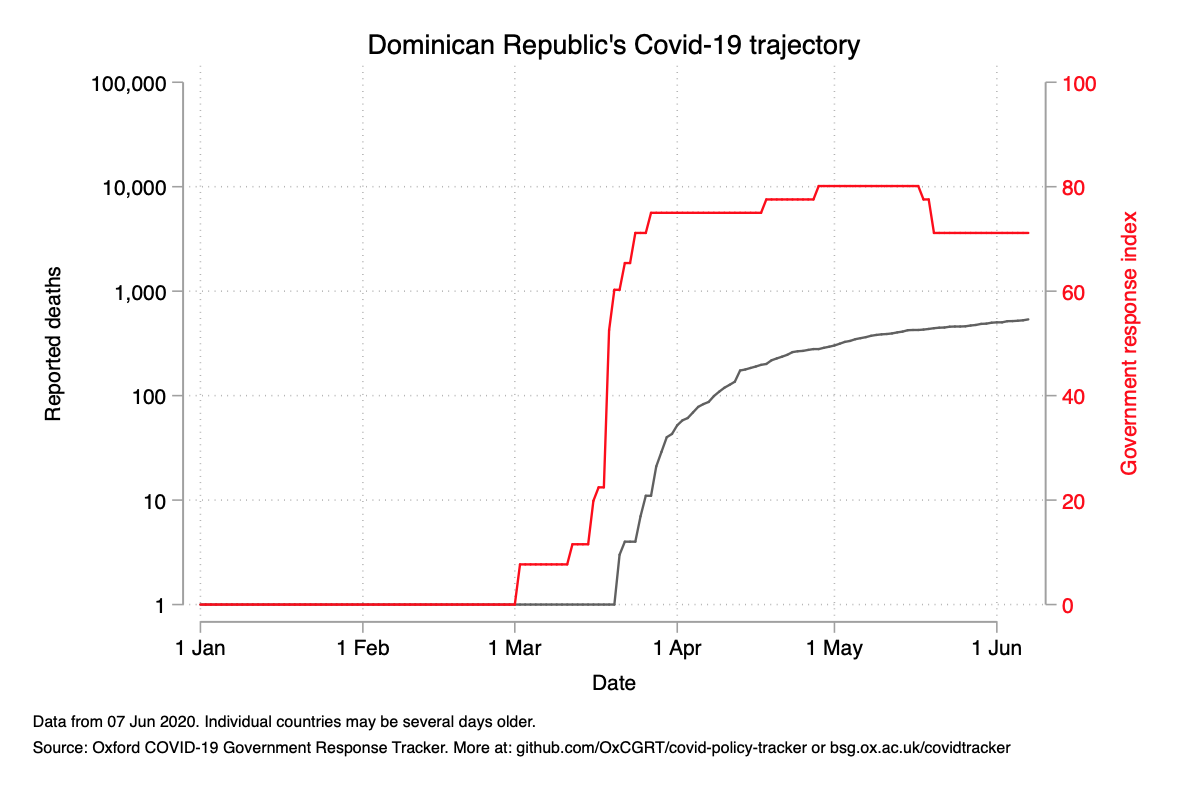 Dominican Republic's Covid-19 trajectory
100,000
10,000
1,000
100
10
1
Reported deaths
100
80
60
40
20
0
Government response index
1 Jan
1 Feb
1 Mar
1 Apr
1 May
1 Jun
Date
Data from 07 Jun 2020. Individual countries may be several days older.
Source: Oxford COVID-19 Government Response Tracker. More at: github.com/OxCGRT/covid-policy-tracker or bsg.ox.ac.uk/covidtracker